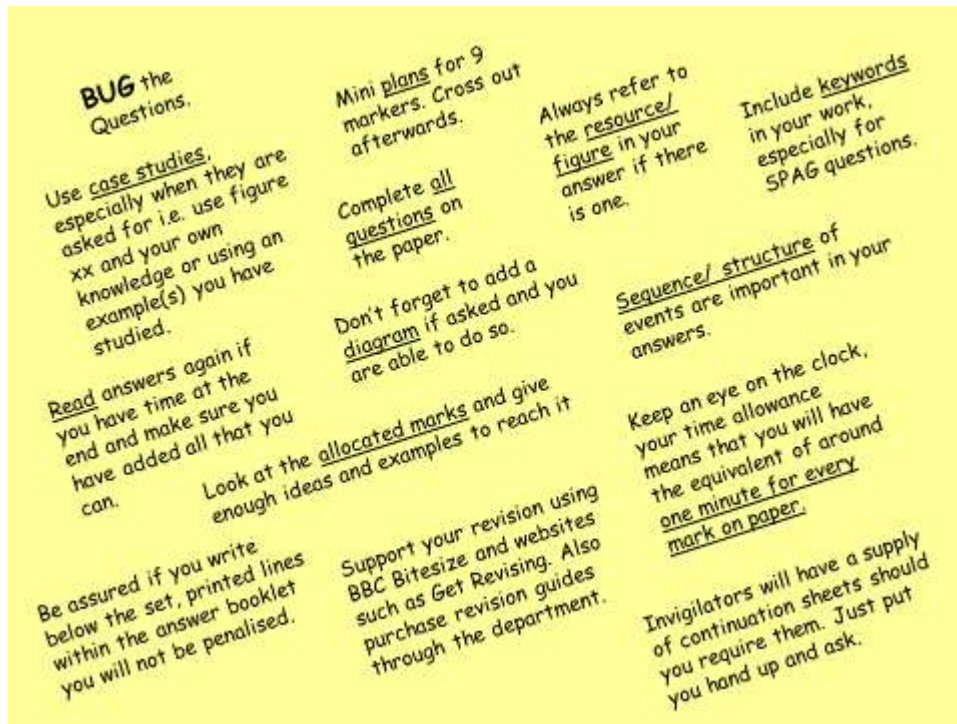 BUG the
Questions.
Mini plans for 9
markers. Cross out
afterwards.
Always refer to
the resource/
figure in your
answer if there
is one.
Include keywords
in your work,
especially for
SPAG questions.
Use case studies,
especially when they are
asked for i.e. use figure
xx and your own
knowledge or using an
example(s) you have
studied.
Complete all
questions on
the paper.
Don't forget to add a
diagram if asked and you
are able to do so.
Sequence/ structure of
events are important in your
answers.
Read answers again if
you have time at the
end and make sure you
have added all that you
can.
Look at the allocated marks and give
enough ideas and examples to reach it
Keep an eye on the clock,
your time allowance
means that you will have
the equivalent of around
one minute for every
mark on paper.
Be assured if you write
below the set, printed lines
within the answer booklet
you will not be penalised.
Support your revision using
BBC Bitesize and websites
such as Get Revising. Also
purchase revision guides
through the department.
Invigilators will have a supply
of continuation sheets should
you require them. Just put
you hand up and ask.